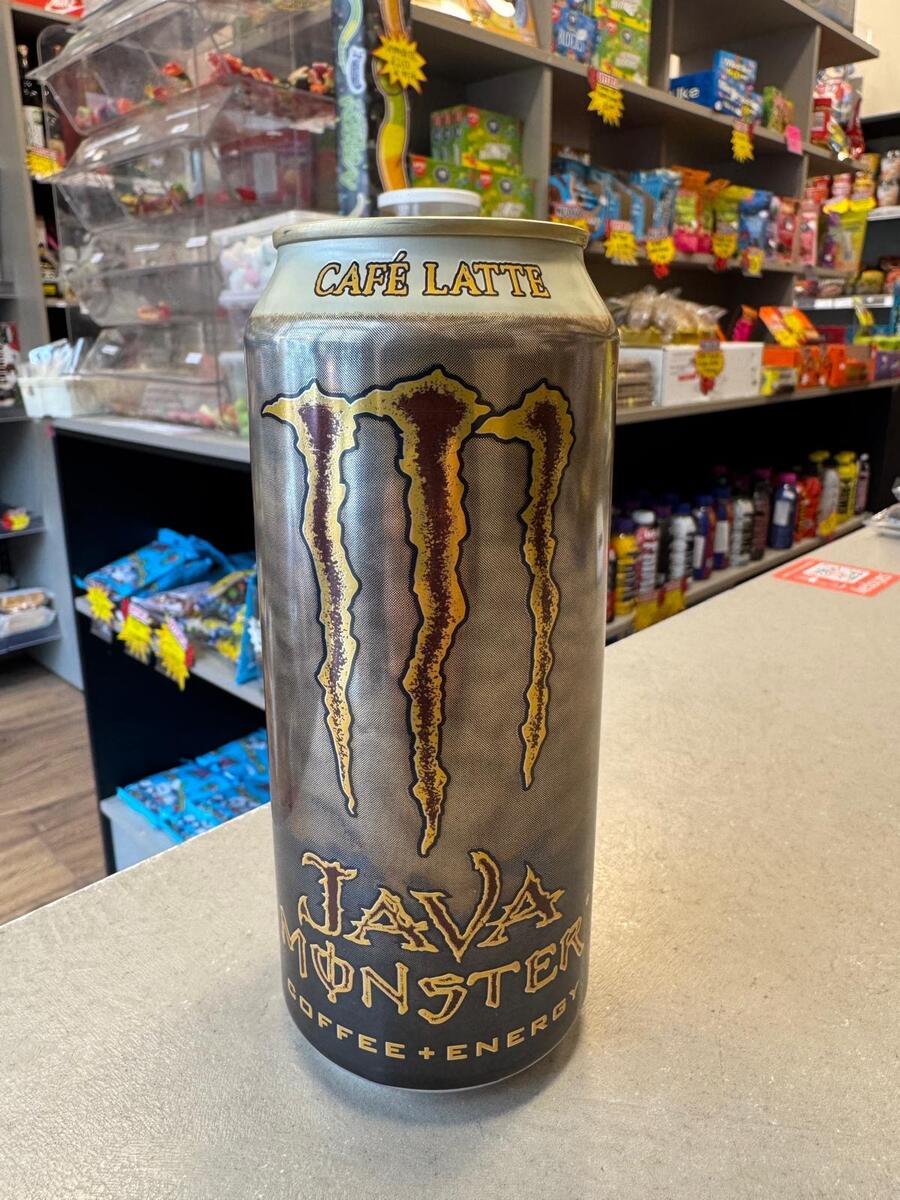 CAFÉ LATTE
JAVA
MONSTER
COFFEE+ENERGY